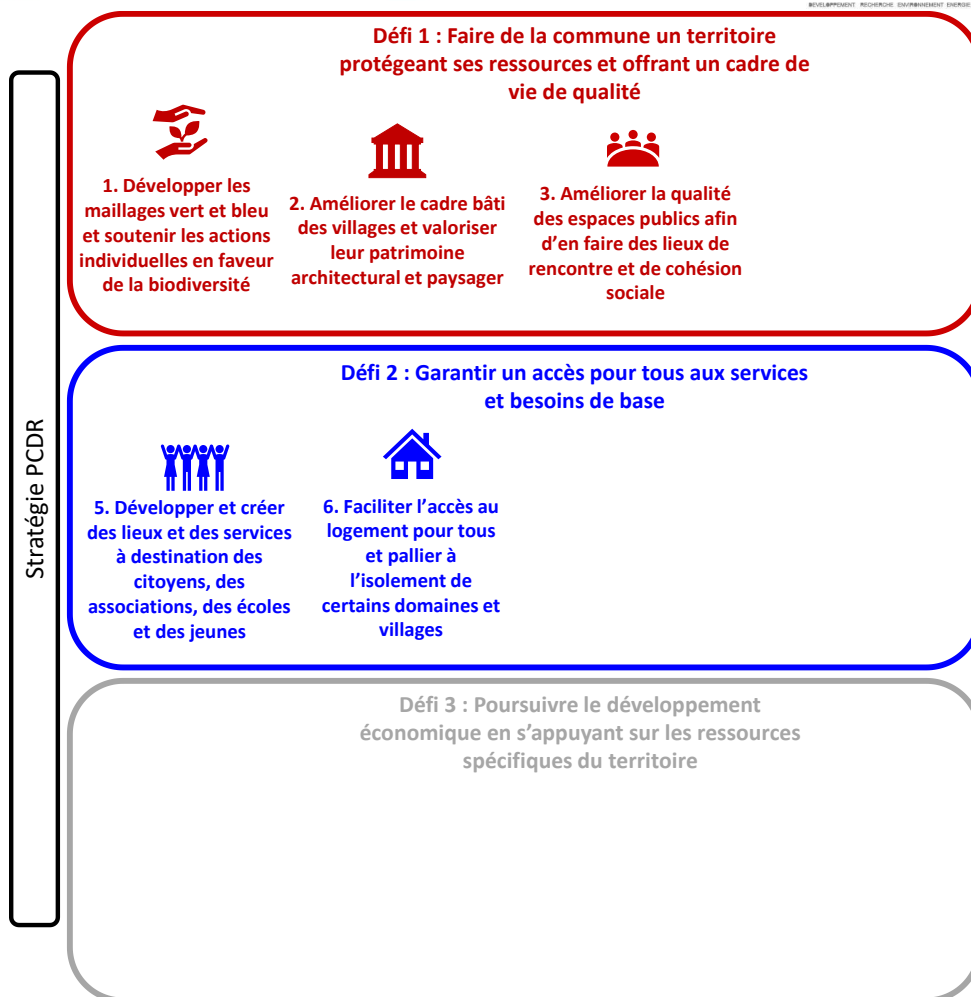 DEVELOPPEMENT RECHERCHE ENVIRONNEMENT ENERGIE
Stratégie PCDR
Défi 1 : Faire de la commune un territoire
protégeant ses ressources et offrant un cadre de
vie de qualité
1. Développer les
maillages vert et bleu
et soutenir les actions
individuelles en faveur
de la biodiversité
2. Améliorer le cadre bâti
des villages et valoriser
leur patrimoine
architectural et paysager
3. Améliorer la qualité
des espaces publics afin
d’en faire des lieux de
rencontre et de cohésion
sociale
Défi 2 : Garantir un accès pour tous aux services
et besoins de base
5. Développer et créer
des lieux et des services
à destination des
citoyens, des
associations, des écoles
et des jeunes
6. Faciliter l’accès au
logement pour tous
et pallier à
l’isolement de
certains domaines et
villages
Défi 3 : Poursuivre le développement
économique en s’appuyant sur les ressources
spécifiques du territoire